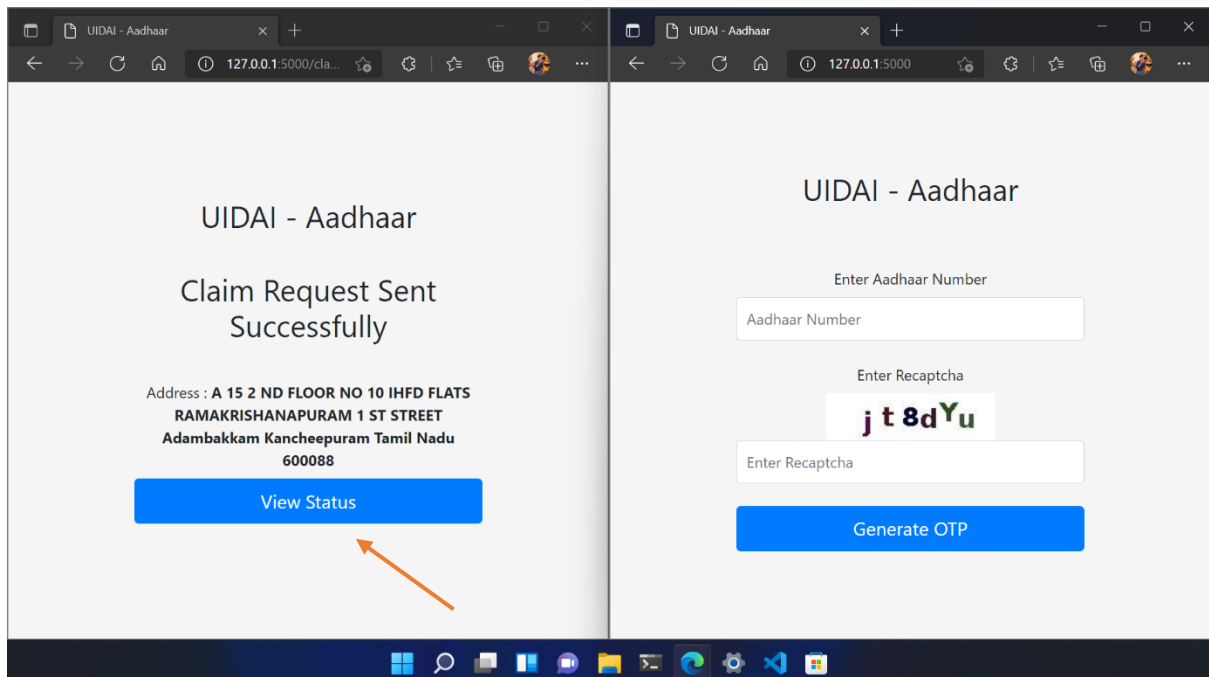 UIDAI - Aadhaar
127.0.0.1:5000/cla...
UIDAI - Aadhaar
Claim Request Sent
Successfully
Address : A 15 2 ND FLOOR NO 10 IHFD FLATS
RAMAKRISHANAPURAM 1 ST STREET
Adambakkam Kancheepuram Tamil Nadu
600088
View Status
UIDAI - Aadhaar
127.0.0.1:5000
UIDAI - Aadhaar
Enter Aadhaar Number
Aadhaar Number
Enter Recaptcha
jt8dYu
Enter Recaptcha
Generate OTP